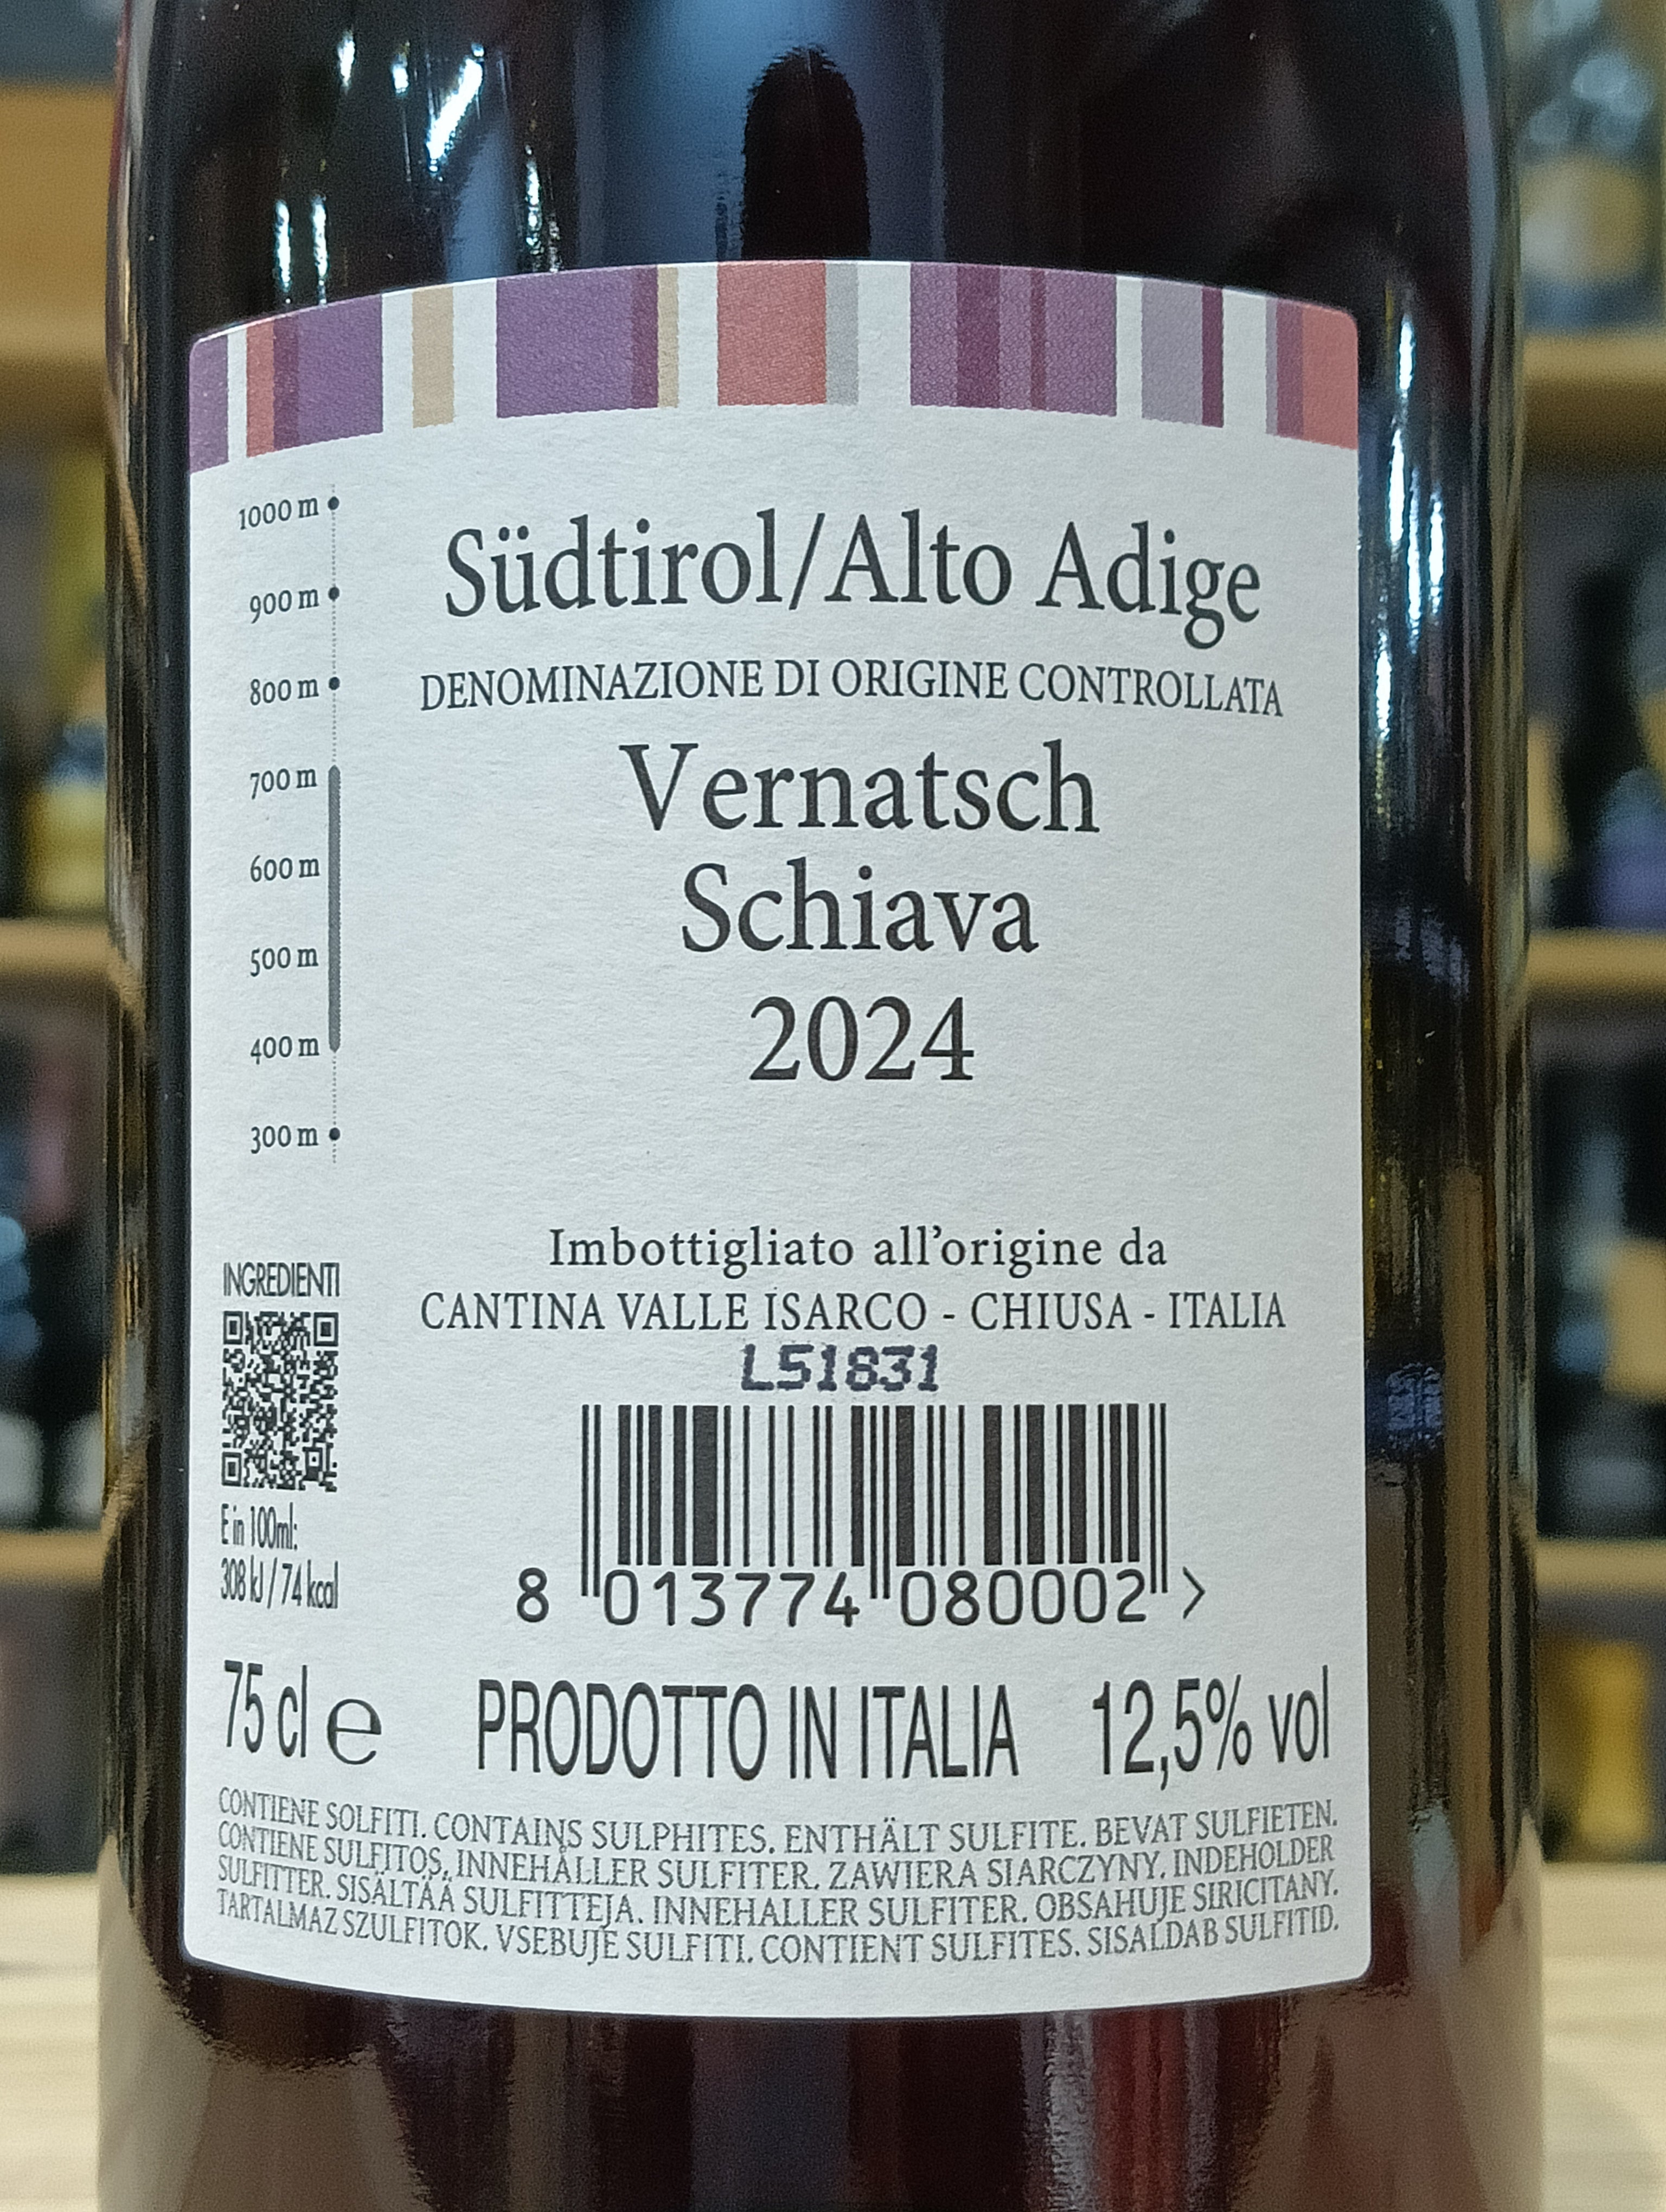 1000 m
900 m
800 m
700 m
600 m
500 m
400 m
300 m
Südtirol/Alto Adige
DENOMINAZIONE DI ORIGINE CONTROLLATA
Vernatsch
Schiava
2024
Imbottigliato all'origine da
CANTINA VALLE ISARCO - CHIUSA - ITALIA
L51831
INGREDIENTI
E in 100ml:
308 kJ / 74 kcal
8 013774 080002 >
75 cl e PRODOTTO IN ITALIA 12,5% vol
CONTIENE SOLFITI. CONTAINS SULPHITES. ENTHÄLT SULFITE. BEVAT SULFIETEN.
CONTIENE SULFITOS. INNEHÅLLER SULFITER. ZAWIERA SIARCZYNY. INDEHOLDER
SULFITTER. SISÄLTÄÄ SULFITTEJA. INNEHALLER SULFITER. OBSAHUJE SIRICITANY.
TARTALMAZ SZULFITOK. VSEBUJE SULFITI. CONTIENT SULFITES. SISALDAB SULFITID.